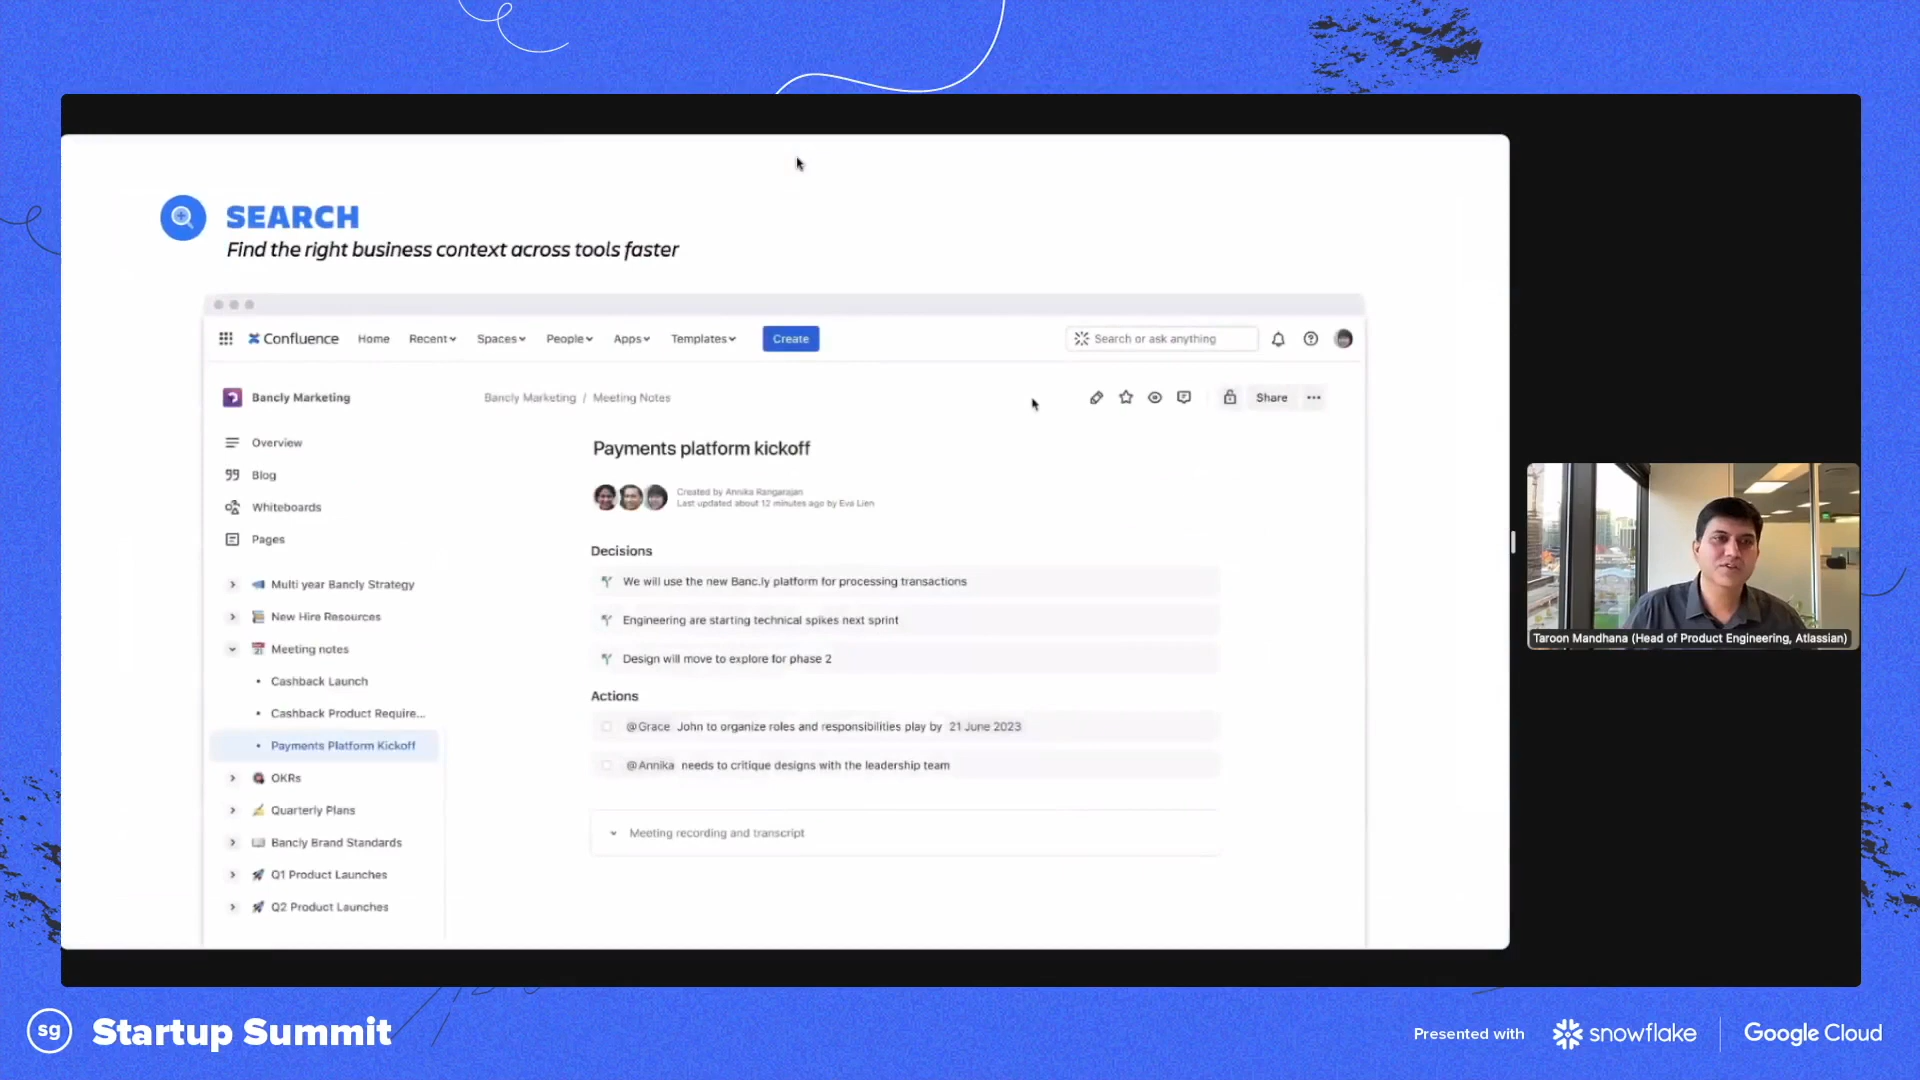 SEARCH
Find the right business context across tools faster
Confluence Home Recent Spaces People Apps Templates Create Search or ask anything
Bancly Marketing
Bancly Marketing / Meeting Notes
Share
Overview
Blog
Whiteboards
Pages
Multi year Bancly Strategy
New Hire Resources
Meeting notes
Cashback Launch
Cashback Product Require...
Payments Platform Kickoff
OKRs
Quarterly Plans
Bancly Brand Standards
Q1 Product Launches
Q2 Product Launches
Payments platform kickoff
Created by Annika Rangarajan
Last updated about 12 minutes ago by Eva Lien
Decisions
We will use the new Banc.ly platform for processing transactions
Engineering are starting technical spikes next sprint
Design will move to explore for phase 2
Actions
@Grace John to organize roles and responsibilities play by 21 June 2023
@Annika needs to critique designs with the leadership team
Meeting recording and transcript
Taroon Mandhana (Head of Product Engineering, Atlassian)
sg Startup Summit
Presented with snowflake Google Cloud